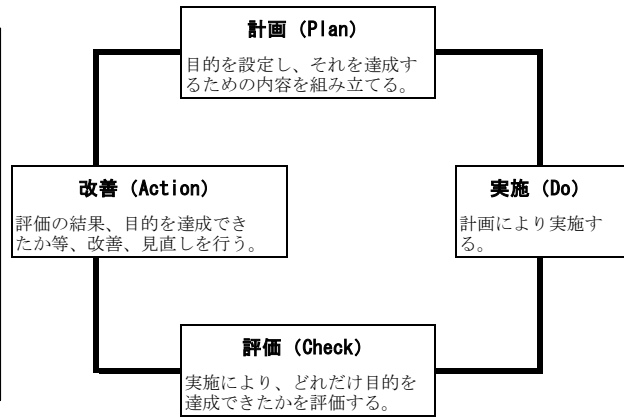 計画（Plan）
目的を設定し、それを達成す
るための内容を組み立てる。
改善（Action）
評価の結果、目的を達成でき
たか等、改善、見直しを行う。
実施（Do）
計画により実施す
る。
評価（Check）
実施により、どれだけ目的を
達成できたかを評価する。